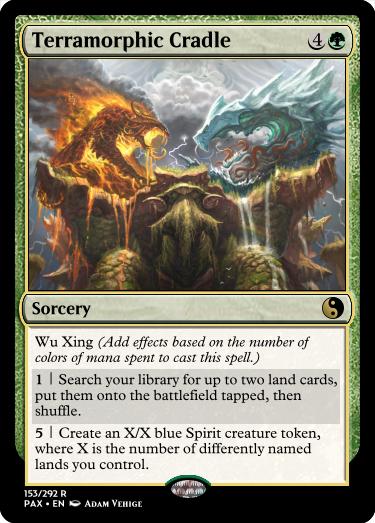 Terramorphic Cradle 4
Sorcery
Wu Xing (Add effects based on the number
of colors of mana spent to cast this spell.)
1 | Search your library for up to two land cards,
put them onto the battlefield tapped, then
shuffle.
5 | Create an X/X blue Spirit creature token,
where X is the number of differently named
lands you control.
153/292 R
PAX • EN Adam Vehige